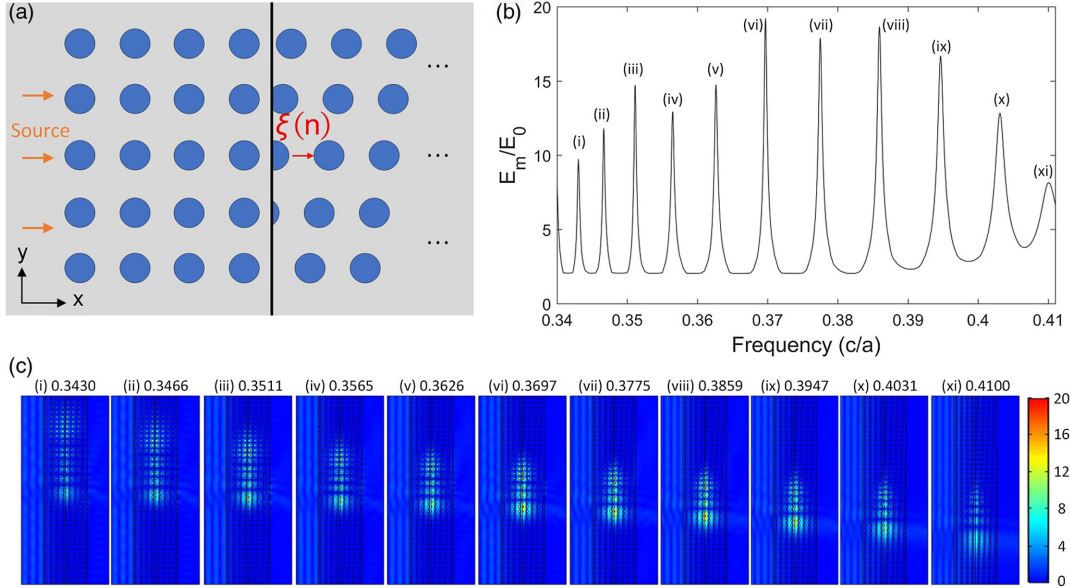 (a)
Source
ξ(n)
...
...
...
y
x
(b)
20
15
10
5
0
E_m/E_0
(i)
(ii)
(iii)
(iv)
(v)
(vi)
(vii)
(viii)
(ix)
(x)
(xi)
0.34 0.35 0.36 0.37 0.38 0.39 0.4 0.41
Frequency (c/a)
(c)
(i) 0.3430 (ii) 0.3466 (iii) 0.3511 (iv) 0.3565 (v) 0.3626 (vi) 0.3697 (vii) 0.3775 (viii) 0.3859 (ix) 0.3947 (x) 0.4031 (xi) 0.4100
20
16
12
8
4
0